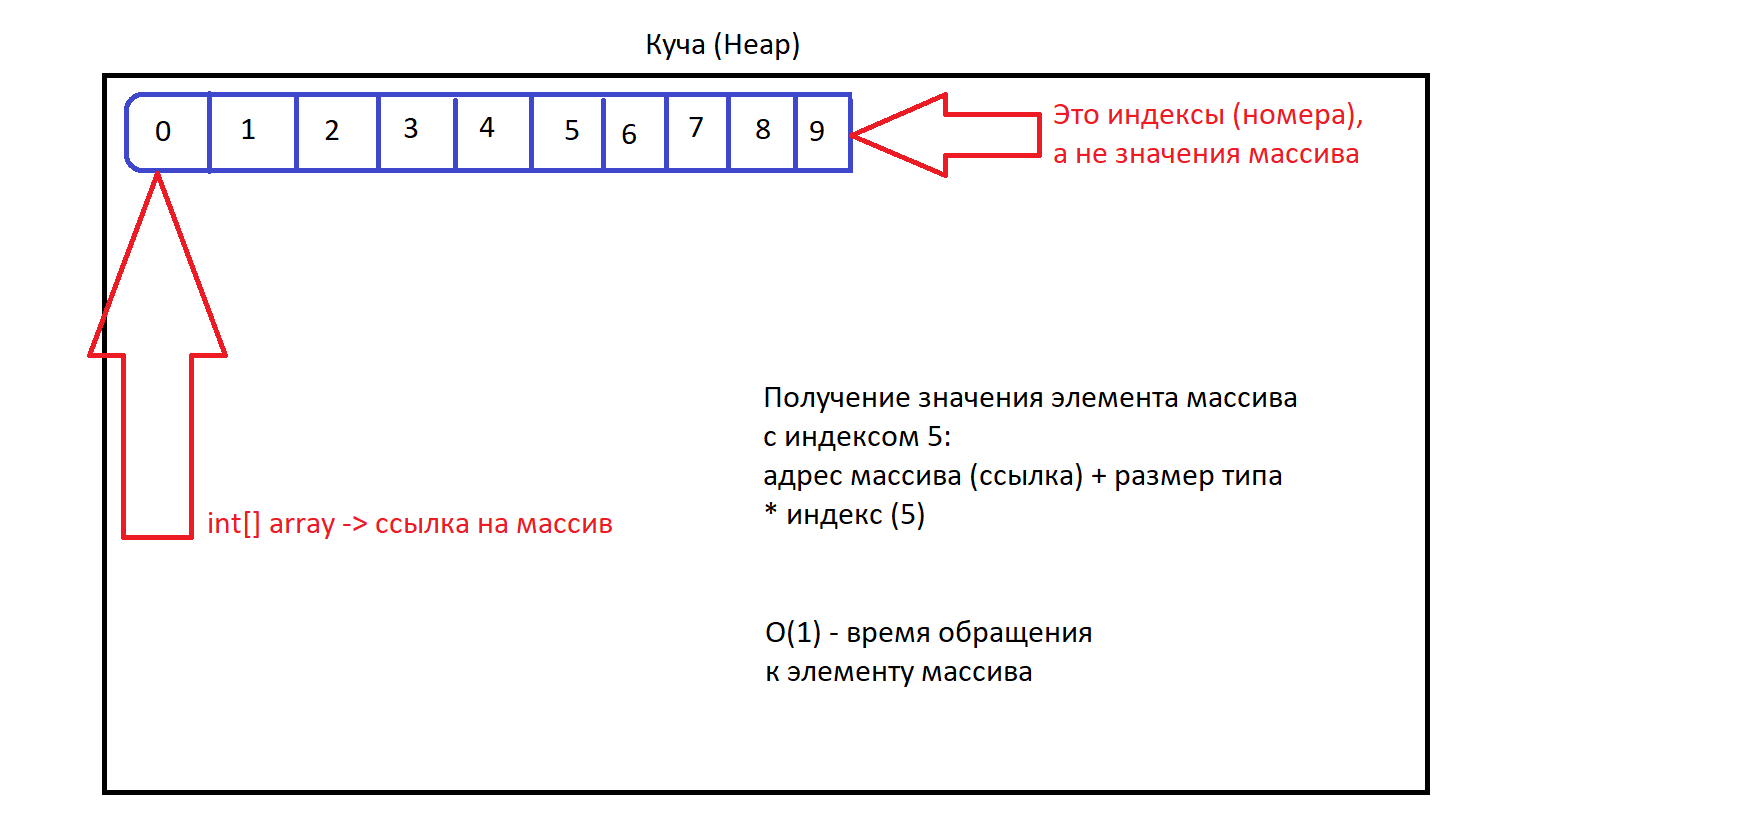 Куча (Heap)
0 1 2 3 4 5 6 7 8 9
Это индексы (номера),
а не значения массива
Получение значения элемента массива
с индексом 5:
адрес массива (ссылка) + размер типа
* индекс (5)
int[] array -> ссылка на массив
O(1) - время обращения
к элементу массива